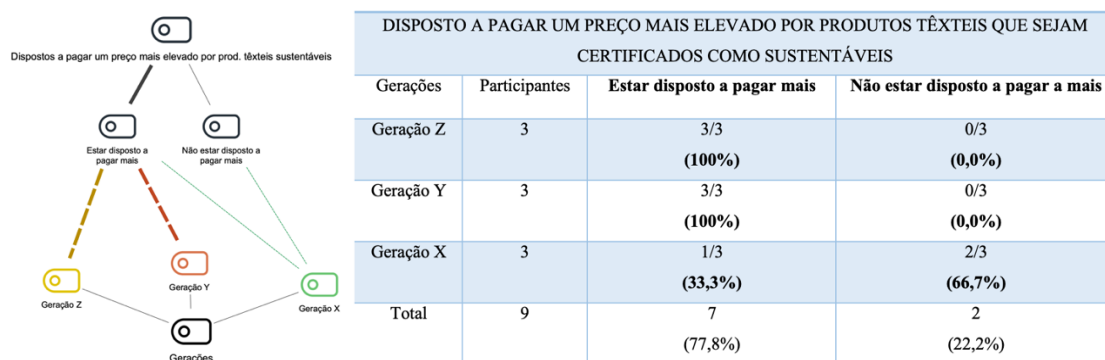 Dispostos a pagar um preço mais elevado por prod. têxteis sustentáveis
Estar disposto a
pagar mais
Não estar disposto a
pagar mais
Geração Z
Geração Y
Geração X
Gerações
DISPOSTO A PAGAR UM PREÇO MAIS ELEVADO POR PRODUTOS TÊXTEIS QUE SEJAM
CERTIFICADOS COMO SUSTENTÁVEIS
Gerações Participantes Estar disposto a pagar mais Não estar disposto a pagar a mais
Geração Z 3 3/3 0/3
(100%) (0,0%)
Geração Y 3 3/3 0/3
(100%) (0,0%)
Geração X 3 1/3 2/3
(33,3%) (66,7%)
Total 9 7 2
(77,8%) (22,2%)